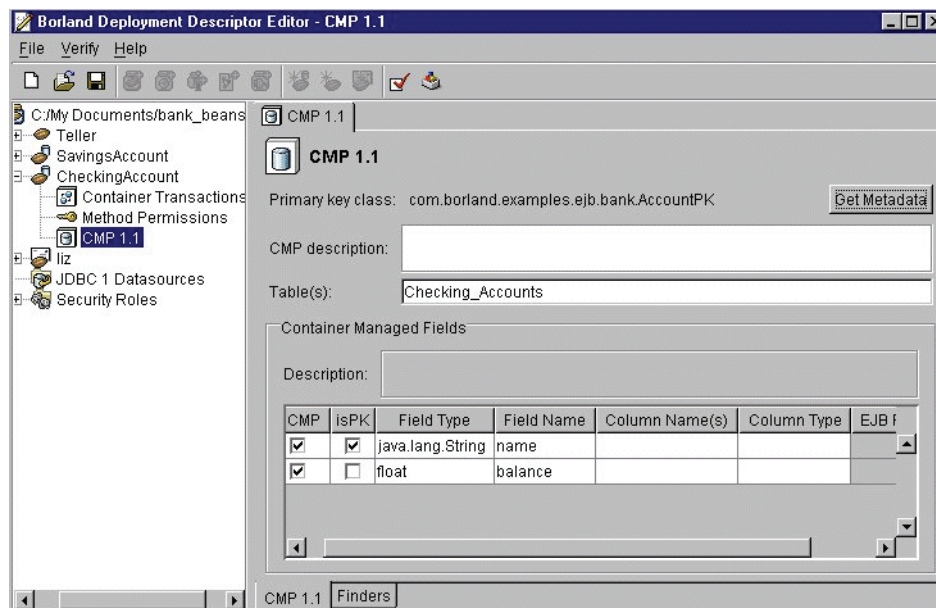 Borland Deployment Descriptor Editor - CMP 1.1
File Verify Help
C:/My Documents/bank_beans
Teller
SavingsAccount
CheckingAccount
Container Transactions
Method Permissions
CMP 1.1
liz
JDBC 1 Datasources
Security Roles
CMP 1.1
CMP 1.1
Primary key class: com.borland.examples.ejb.bank.AccountPK Get Metadata
CMP description:
Table(s): Checking_Accounts
Container Managed Fields
Description:
CMP isPK Field Type Field Name Column Name(s) Column Type EJB
java.lang.String name
float balance
CMP 1.1 Finders